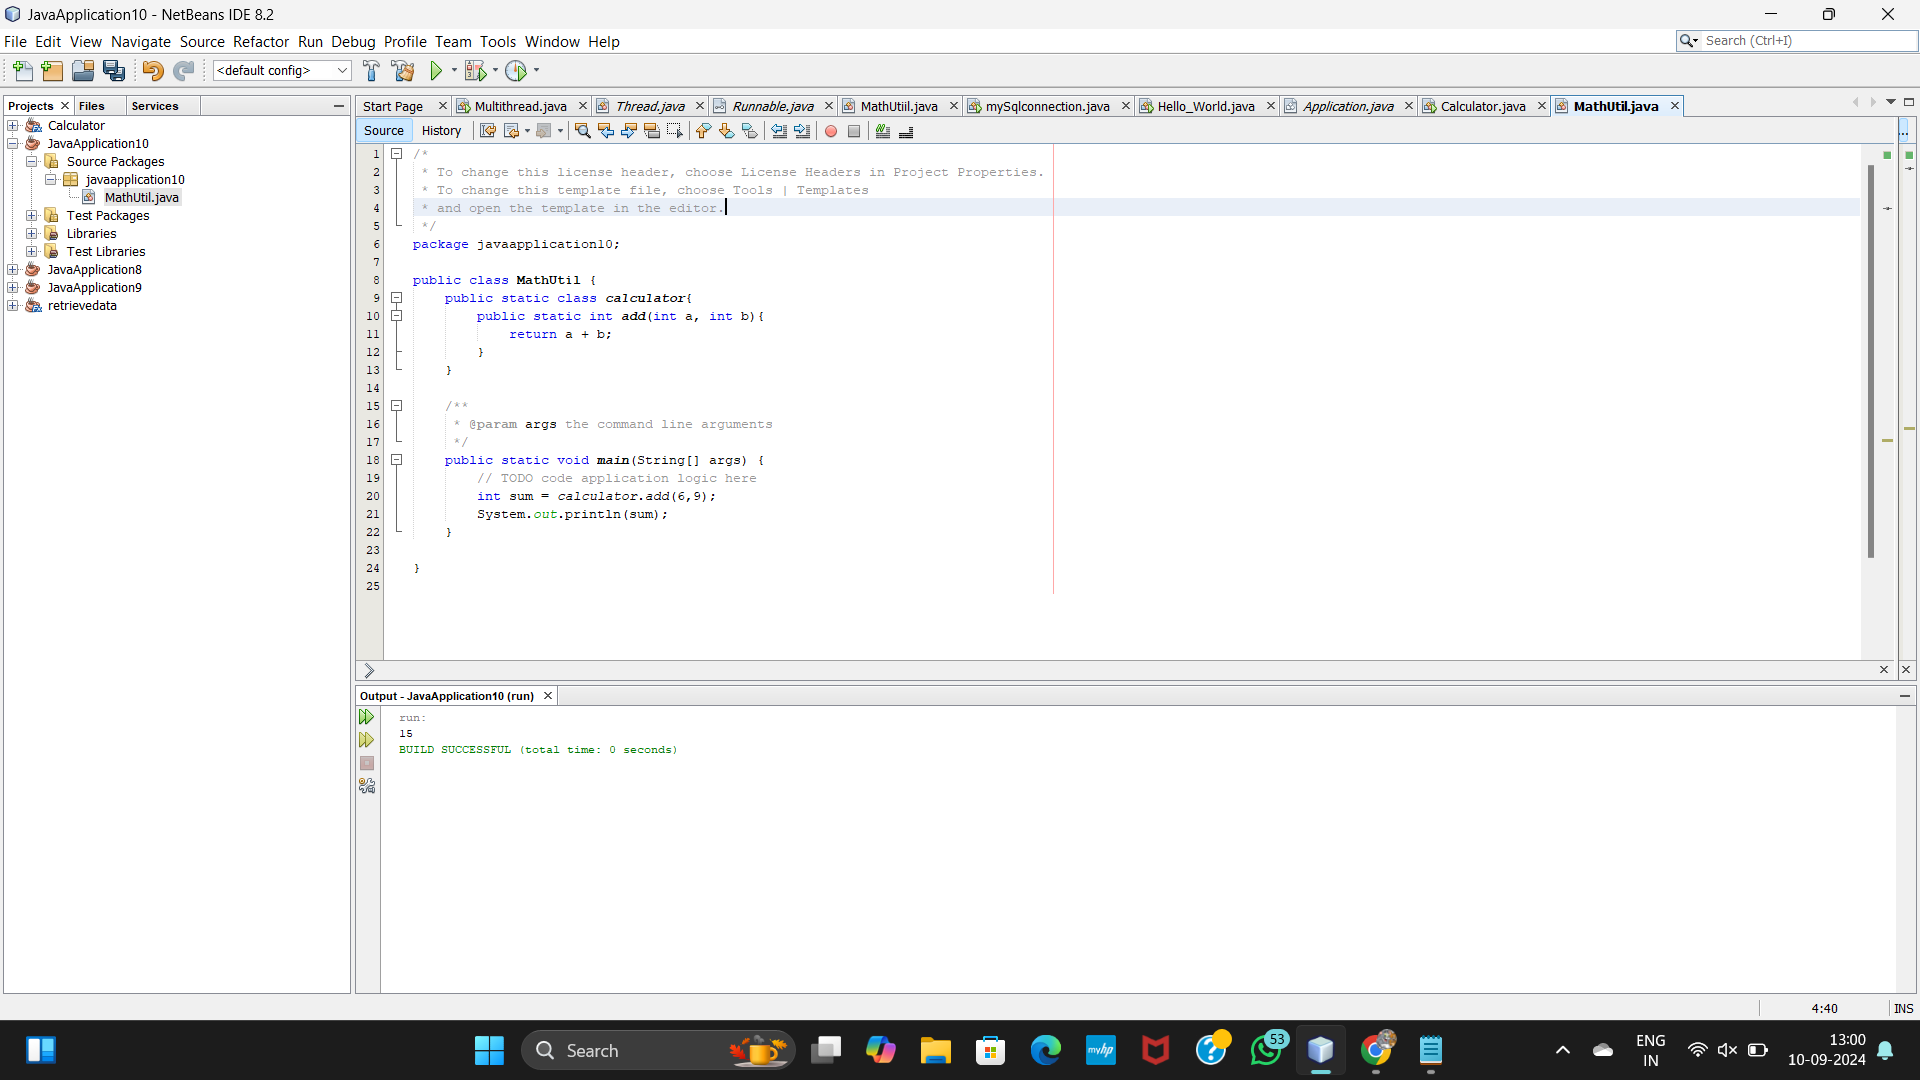 JavaApplication10 - NetBeans IDE 8.2
File Edit View Navigate Source Refactor Run Debug Profile Team Tools Window Help
Search (Ctrl+I)
<default config>
Projects Files Services
Start Page Multithread.java Thread.java Runnable.java MathUtiil.java mySqlconnection.java Hello_World.java Application.java Calculator.java MathUtil.java
Source History
Calculator
JavaApplication10
Source Packages
javaapplication10
MathUtil.java
Test Packages
Libraries
Test Libraries
JavaApplication8
JavaApplication9
retrievedata
1 /*
2 * To change this license header, choose License Headers in Project Properties.
3 * To change this template file, choose Tools | Templates
4 * and open the template in the editor.
5 */
6 package javaapplication10;
7
8 public class MathUtil {
9 public static class calculator{
10 public static int add(int a, int b){
11 return a + b;
12 }
13 }
14
15 /**
16 * @param args the command line arguments
17 */
18 public static void main(String[] args) {
19 // TODO code application logic here
20 int sum = calculator.add(6,9);
21 System.out.println(sum);
22 }
23
24 }
25
Output - JavaApplication10 (run)
run:
15
BUILD SUCCESSFUL (total time: 0 seconds)
4:40 INS
Search
myhp
53
ENG
IN
13:00
10-09-2024